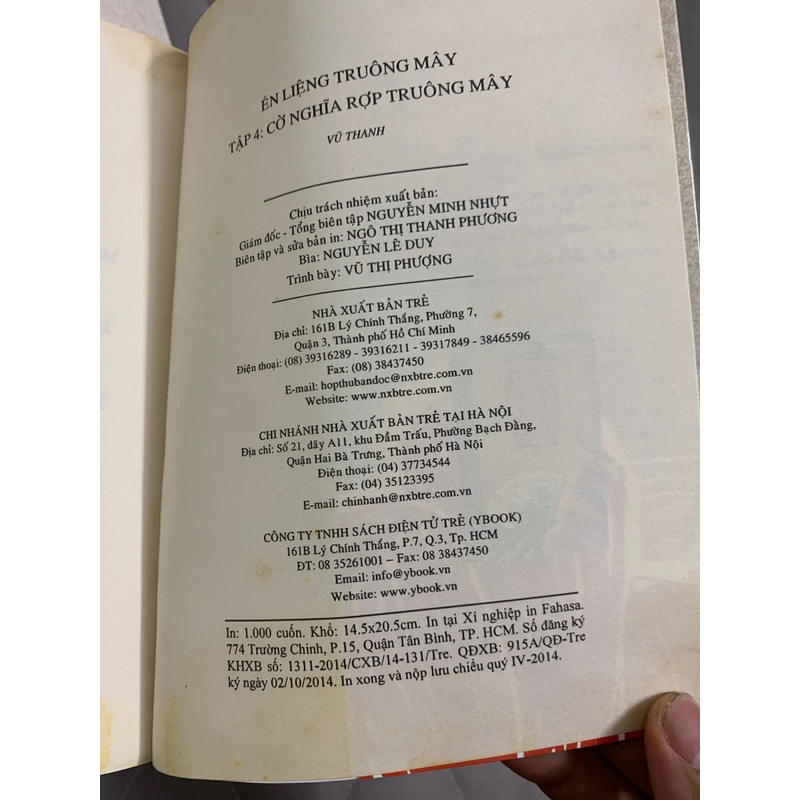 ÉN LIỆNG TRUÔNG MÂY
TẬP 4: CỜ NGHĨA RỢP TRUÔNG MÂY
VŨ THANH
Chịu trách nhiệm xuất bản:
Giám đốc - Tổng biên tập NGUYỄN MINH NHỰT
Biên tập và sửa bản in: NGÔ THỊ THANH PHƯƠNG
Bìa: NGUYỄN LÊ DUY
Trình bày: VŨ THỊ PHƯỢNG
NHÀ XUẤT BẢN TRẺ
Địa chỉ: 161B Lý Chính Thắng, Phường 7,
Quận 3, Thành phố Hồ Chí Minh
Điện thoại: (08) 39316289 - 39316211 - 39317849 - 38465596
Fax: (08) 38437450
E-mail: hopthubandoc@nxbtre.com.vn
Website: www.nxbtre.com.vn
CHI NHÁNH NHÀ XUẤT BẢN TRẺ TẠI HÀ NỘI
Địa chỉ: Số 21, dãy A11, khu Đầm Trấu, Phường Bạch Đằng,
Quận Hai Bà Trưng, Thành phố Hà Nội
Điện thoại: (04) 37734544
Fax: (04) 35123395
E-mail: chinhanh@nxbtre.com.vn
CÔNG TY TNHH SÁCH ĐIỆN TỬ TRẺ (YBOOK)
161B Lý Chính Thắng, P.7, Q.3, Tp. HCM
ĐT: 08 35261001 – Fax: 08 38437450
Email: info@ybook.vn
Website: www.ybook.vn
In: 1.000 cuốn. Khổ: 14.5x20.5cm. In tại Xí nghiệp in Fahasa.
774 Trường Chinh, P.15, Quận Tân Bình, TP. HCM. Số đăng ký
KHXB số: 1311-2014/CXB/14-131/Tre. QĐXB: 915A/QĐ-Tre
ký ngày 02/10/2014. In xong và nộp lưu chiểu quý IV-2014.